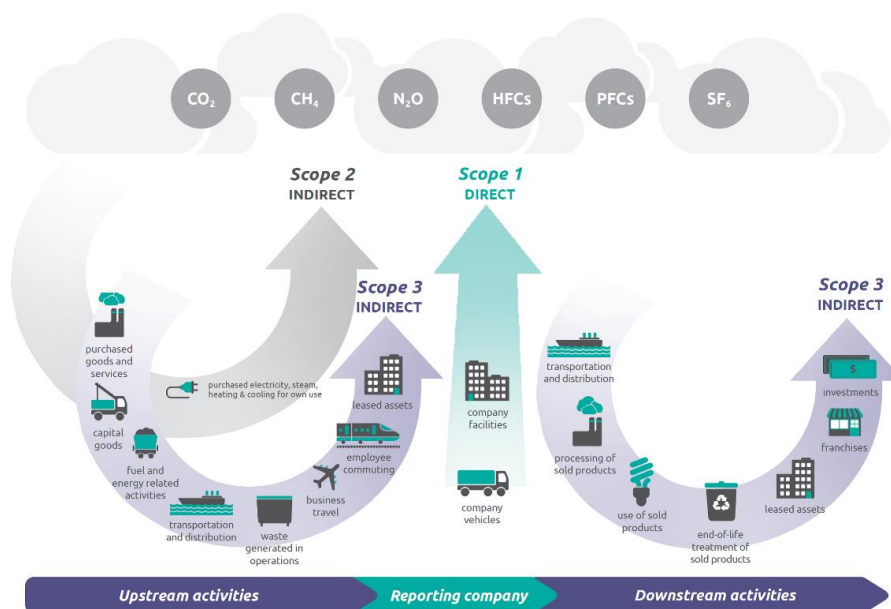 CO₂
CH₄
N₂O
HFCs
PFCs
SF₆
Scope 2
INDIRECT
Scope 1
DIRECT
Scope 3
INDIRECT
Scope 3
INDIRECT
purchased
goods and
services
capital
goods
fuel and
energy related
activities
purchased electricity, steam,
heating & cooling for own use
transportation
and distribution
waste
generated in
operations
business
travel
employee
commuting
leased assets
company
facilities
company
vehicles
transportation
and distribution
processing of
sold products
use of sold
products
end-of-life
treatment of
sold products
leased assets
franchises
$
investments
Upstream activities
Reporting company
Downstream activities